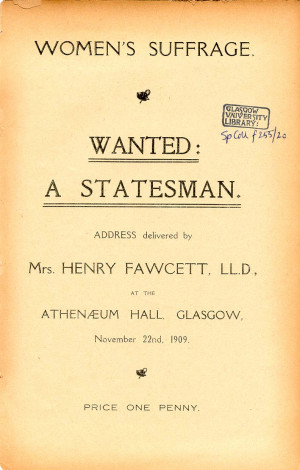 WOMEN'S SUFFRAGE.
GLASGOW
UNIVERSITY
LIBRARY:
Sp Coll f255/20
WANTED:
A STATESMAN.
ADDRESS delivered by
Mrs. HENRY FAWCETT, LL.D.,
AT THE
ATHENÆUM HALL, GLASGOW,
November 22nd, 1909.
PRICE ONE PENNY.